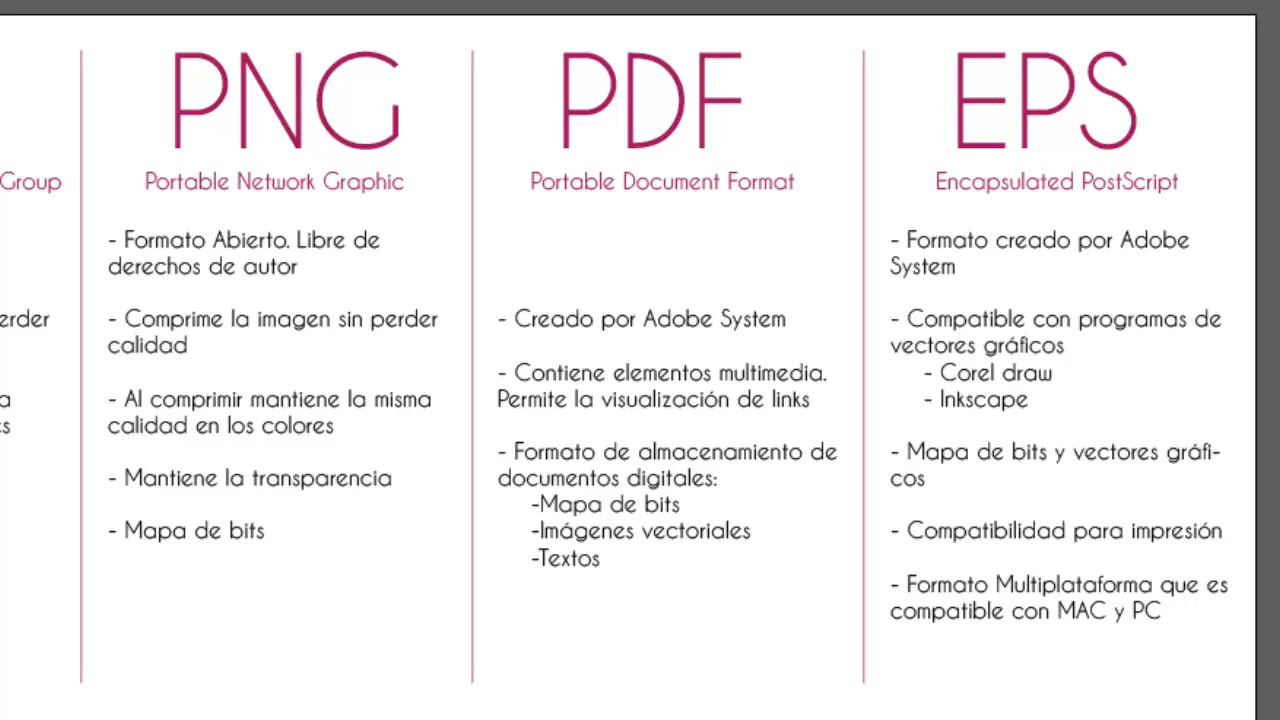 Group
erder
a
s
PNG
Portable Network Graphic
- Formato Abierto. Libre de
derechos de autor
- Comprime la imagen sin perder
calidad
- Al comprimir mantiene la misma
calidad en los colores
- Mantiene la transparencia
- Mapa de bits
PDF
Portable Document Format
- Creado por Adobe System
- Contiene elementos multimedia.
Permite la visualización de links
- Formato de almacenamiento de
documentos digitales:
-Mapa de bits
-Imágenes vectoriales
-Textos
EPS
Encapsulated PostScript
- Formato creado por Adobe
System
- Compatible con programas de
vectores gráficos
- Corel draw
- Inkscape
- Mapa de bits y vectores gráfi-
cos
- Compatibilidad para impresión
- Formato Multiplataforma que es
compatible con MAC y PC